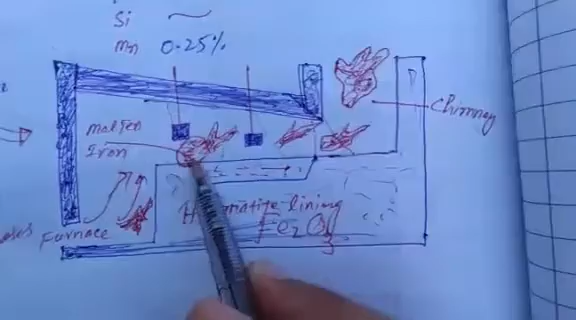 Si ~
Mn 0.25%
Chimney
Molten
Iron
Haematite lining
Fe2O3
Furnace